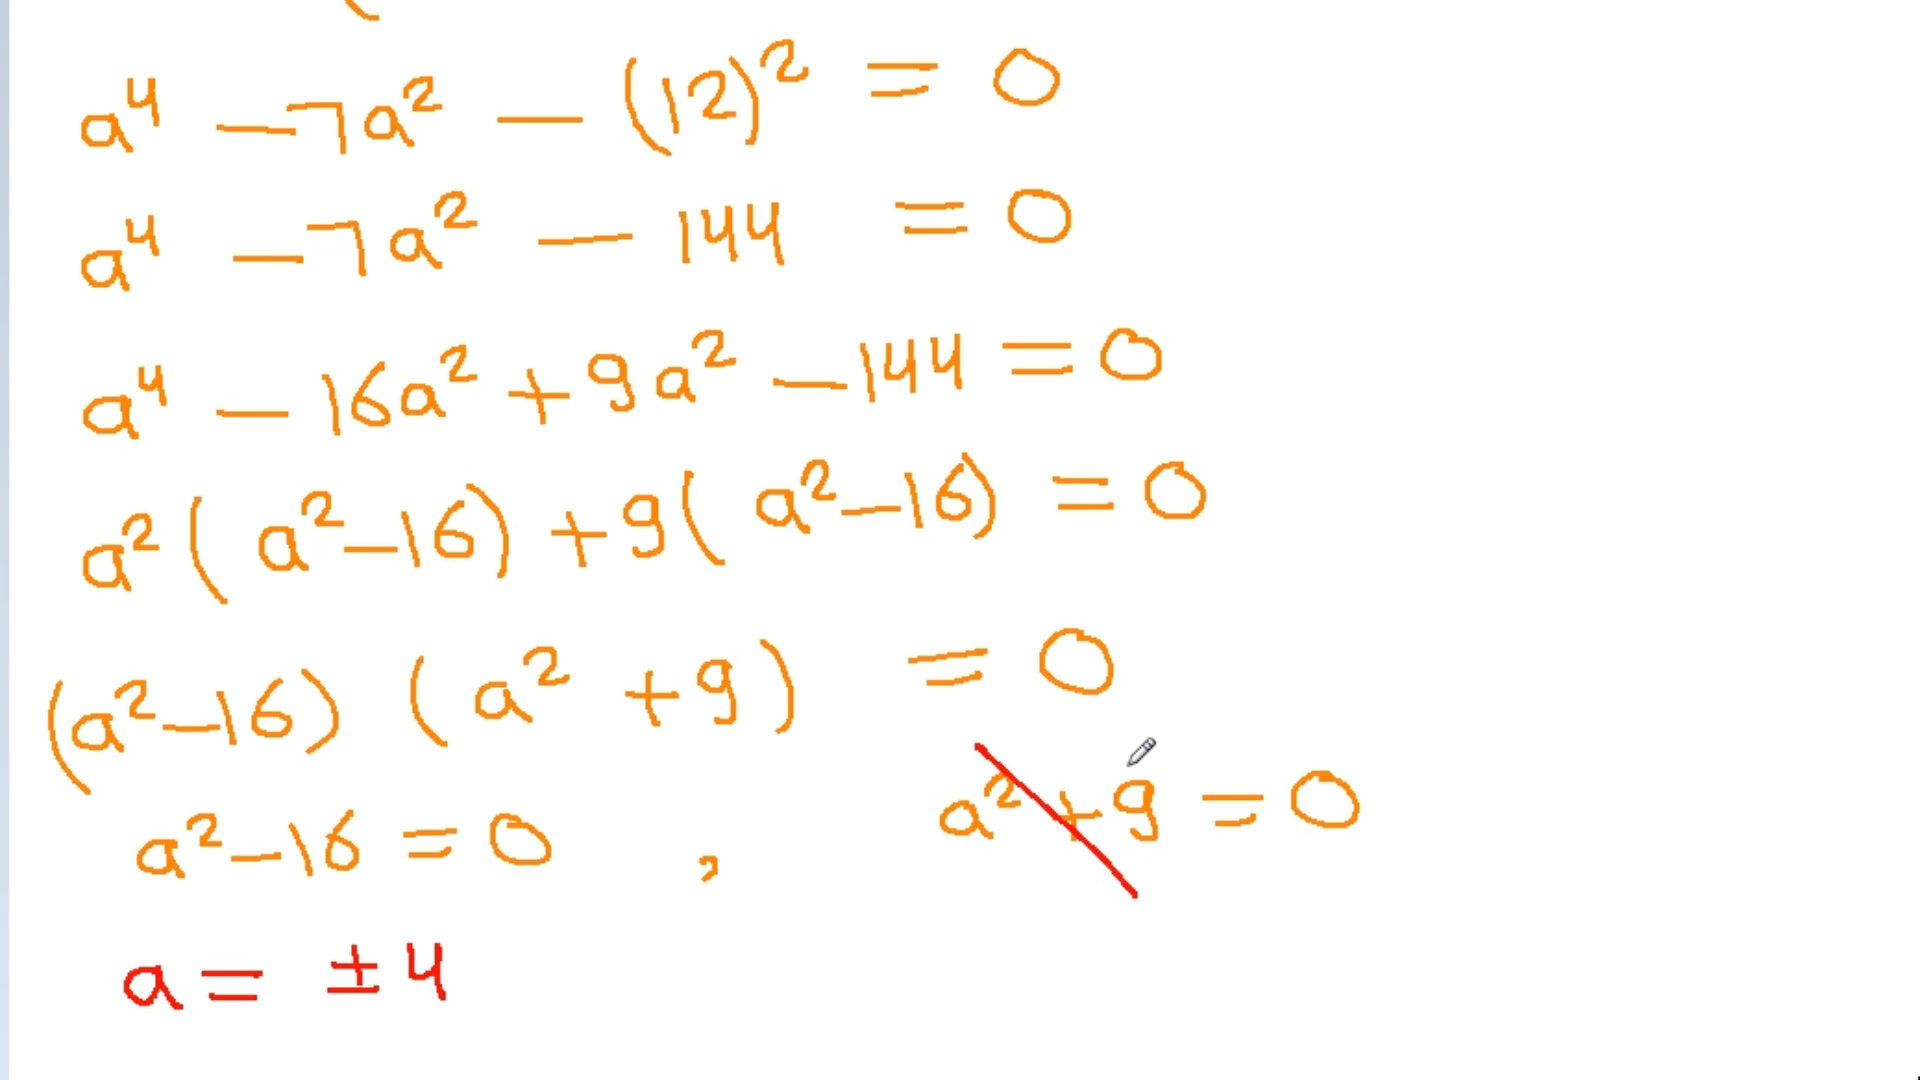 a⁴ - 7a² - (12)² = 0
a⁴ - 7a² - 144 = 0
a⁴ - 16a² + 9a² - 144 = 0
a² ( a² - 16) + 9( a² - 16) = 0
(a² - 16) (a² + 9) = 0
a² - 16 = 0 , a² + 9 = 0
a = ± 4